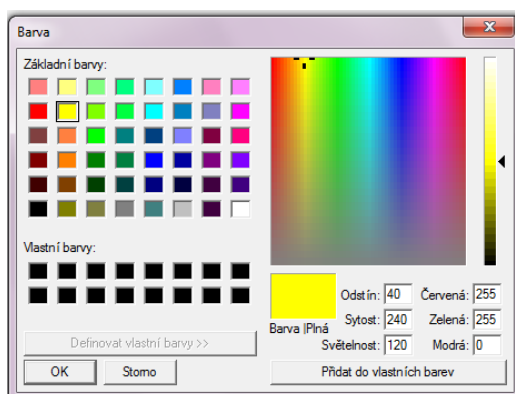 Barva
Základní barvy:
Vlastní barvy:
Definovat vlastní barvy >>
OK
Storno
Barva |Plná
Odstín: 40
Sytost: 240
Světelnost: 120
Červená: 255
Zelená: 255
Modrá: 0
Přidat do vlastních barev